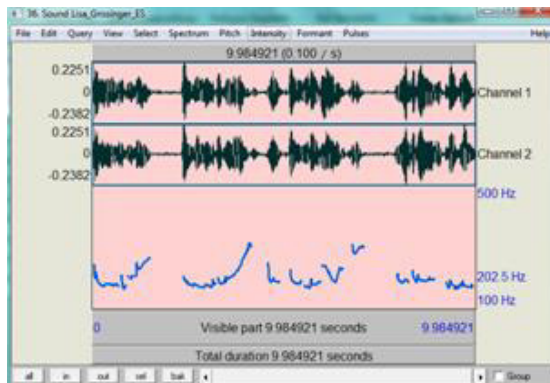 36. Sound Lisa_Grissinger_ES
File Edit Query View Select Spectrum Pitch Intensity Formant Pulses Help
9.984921 (0.100 / s)
0.2251
0
-0.2382
Channel 1
0.2251
0
-0.2382
Channel 2
500 Hz
202.5 Hz
100 Hz
0 Visible part 9.984921 seconds 9.984921
Total duration 9.984921 seconds
all in out sel bak Group